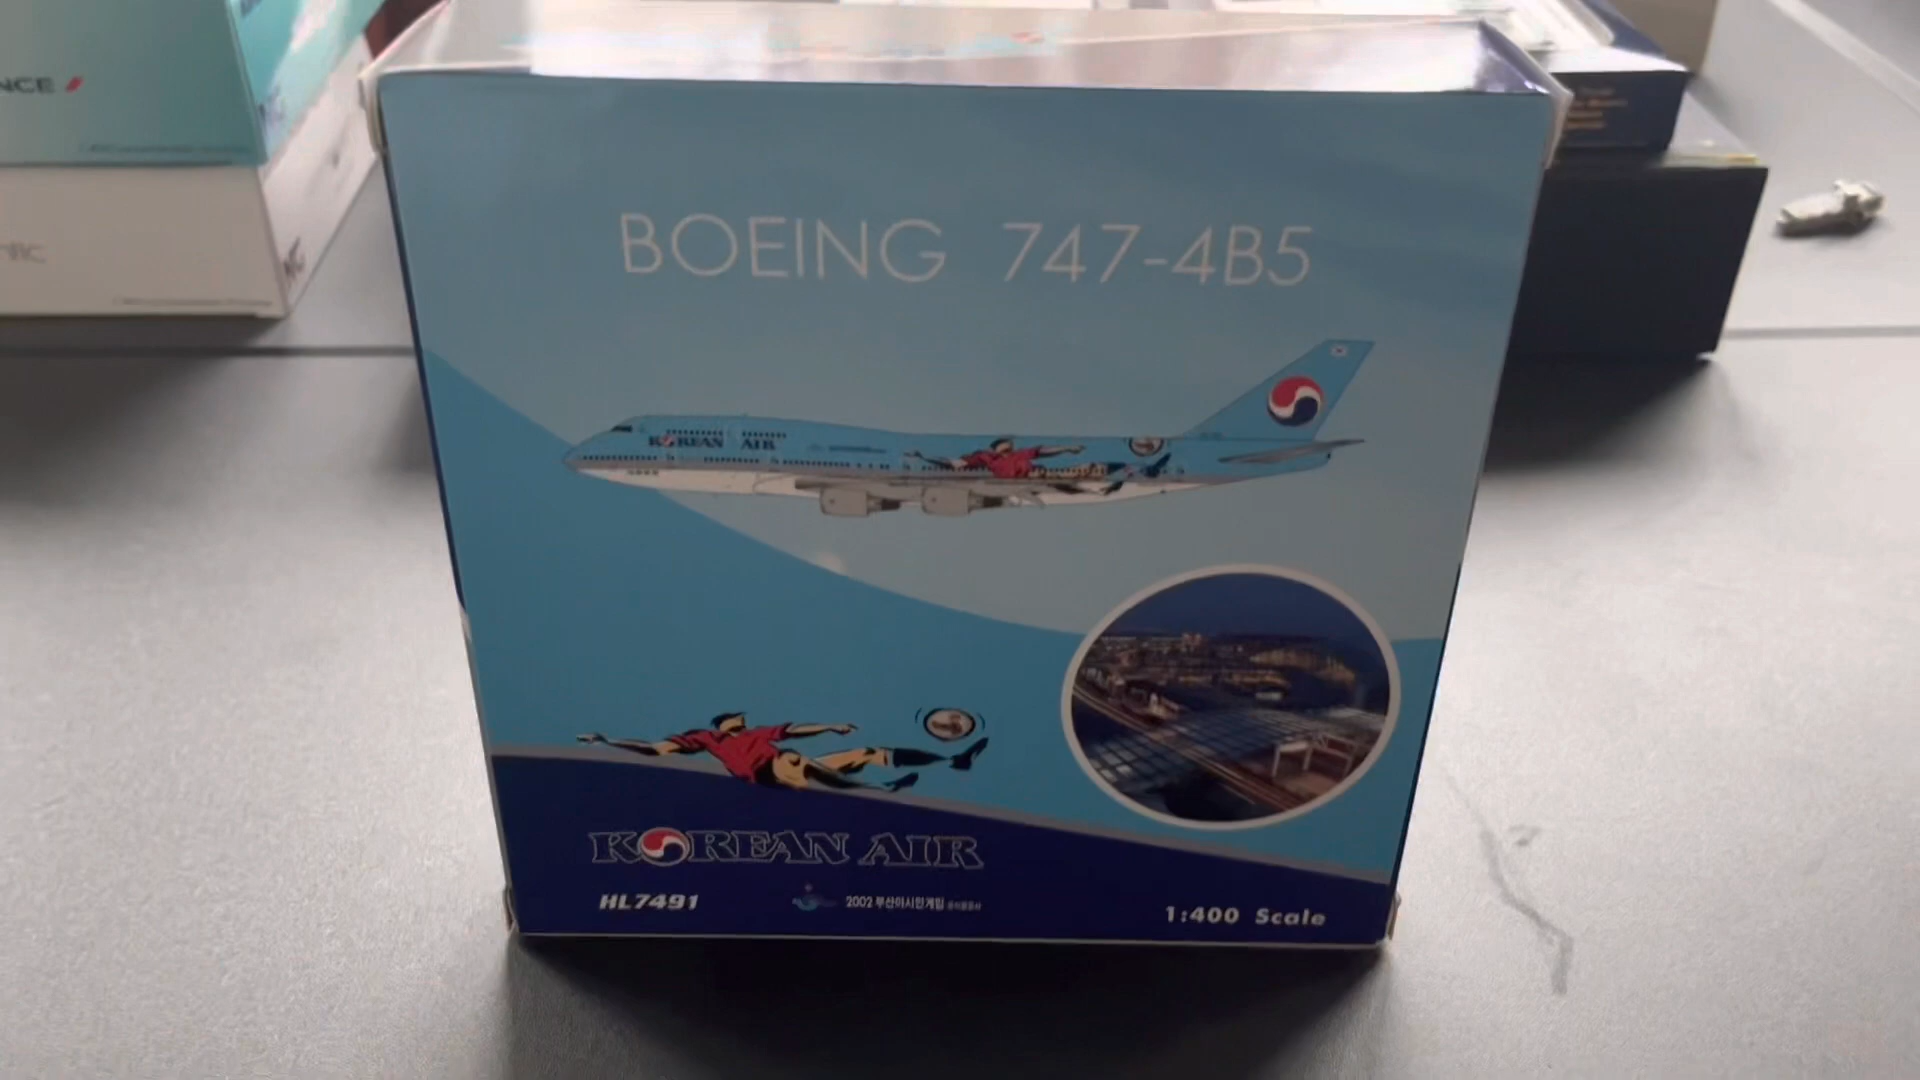 NCE
BOEING 747-4B5
KOREAN AIR
KOREAN AIR
HL7491
2002 부산아시안게임
1:400 Scale